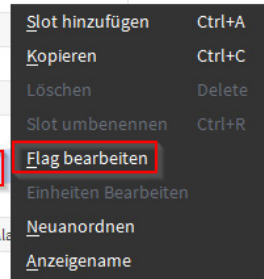 Slot hinzufügen Ctrl+A
Kopieren Ctrl+C
Löschen Delete
Slot umbenennen Ctrl+R
Flag bearbeiten
Einheiten Bearbeiten
Neuanordnen
Anzeigename